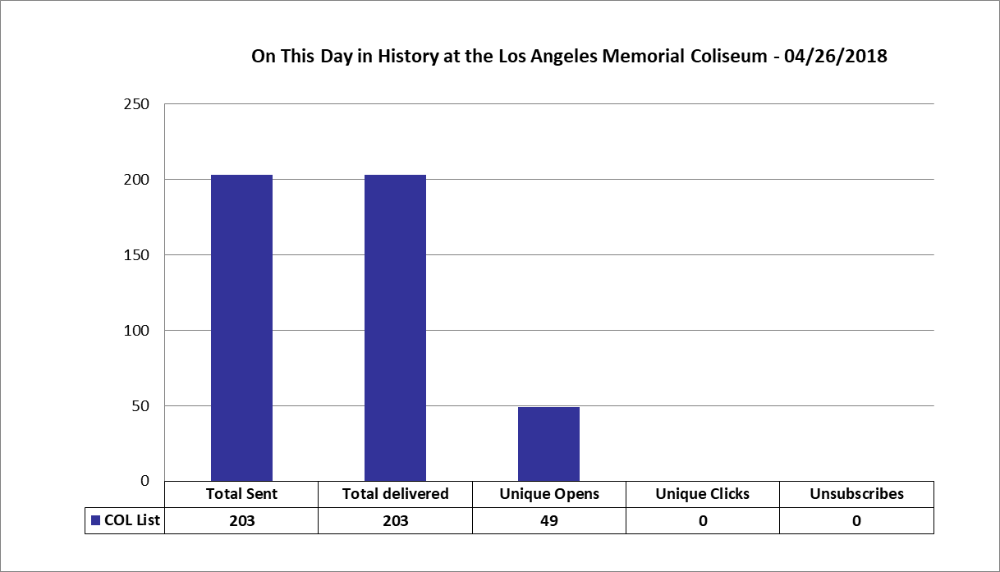 On This Day in History at the Los Angeles Memorial Coliseum - 04/26/2018
250
200
150
100
50
0
Total Sent Total delivered Unique Opens Unique Clicks Unsubscribes
COL List 203 203 49 0 0